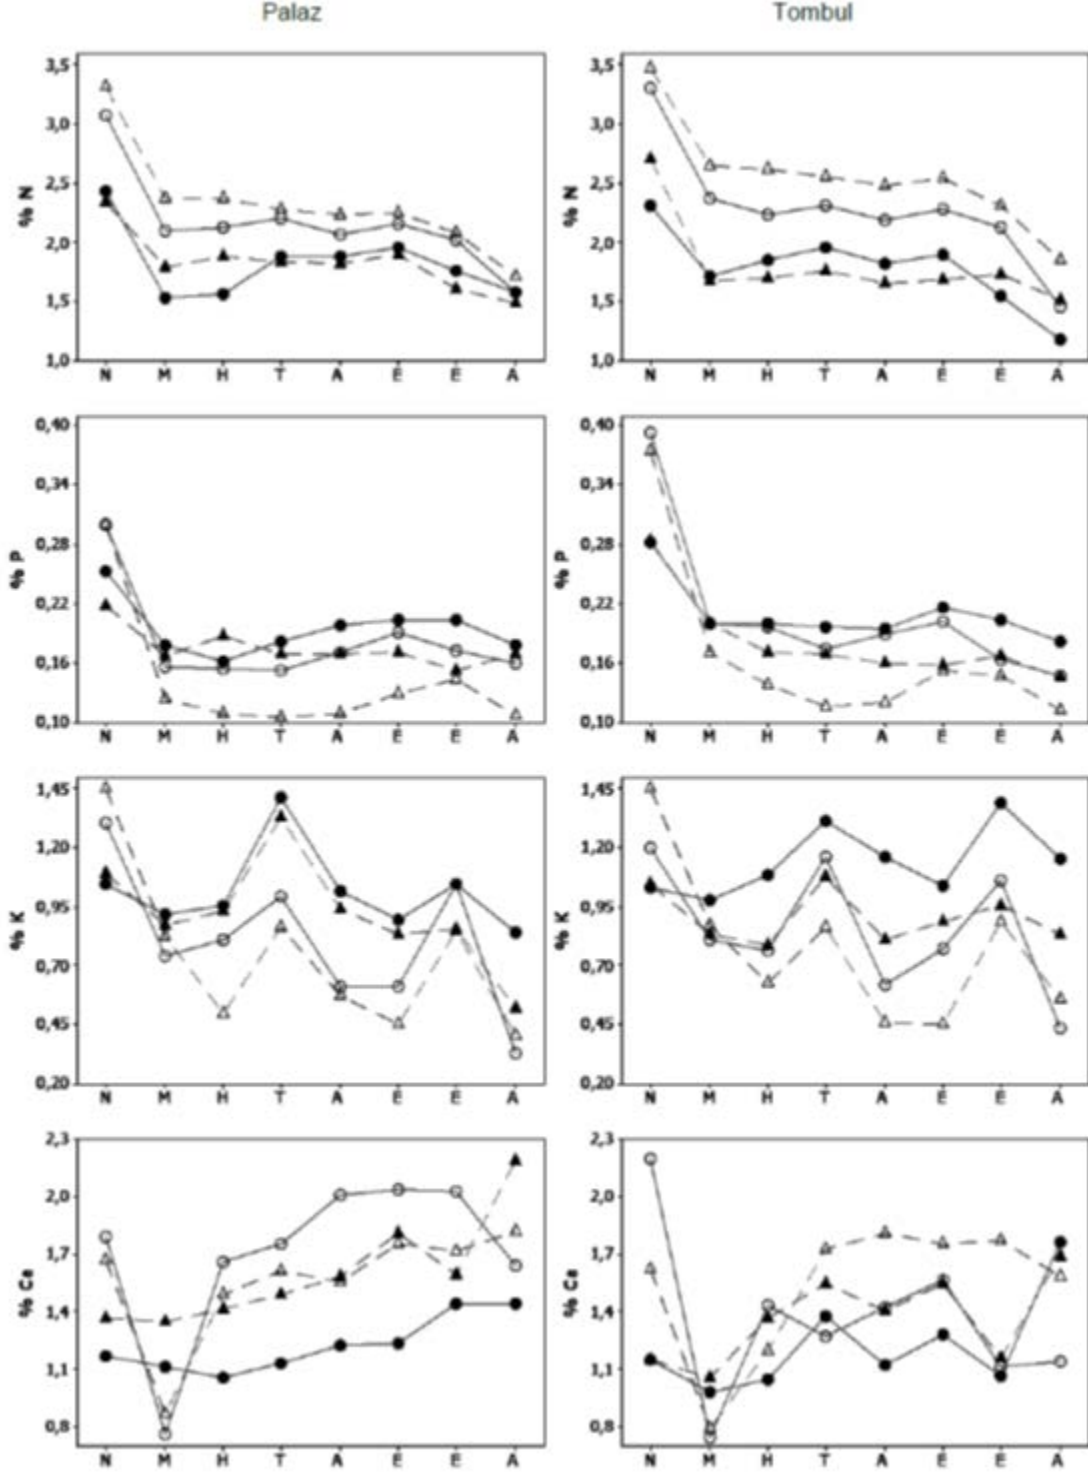 Palaz Tombul
3,5 3,5
3,0 3,0
2,5 2,5
% N % N
2,0 2,0
1,5 1,5
1,0 1,0
N M H T A E E A N M H T A E E A
0,40 0,40
0,34 0,34
0,28 0,28
% P % P
0,22 0,22
0,16 0,16
0,10 0,10
N M H T A E E A N M H T A E E A
1,45 1,45
1,20 1,20
0,95 0,95
% K % K
0,70 0,70
0,45 0,45
0,20 0,20
N M H T A E E A N M H T A E E A
2,3 2,3
2,0 2,0
1,7 1,7
% Ca % Ca
1,4 1,4
1,1 1,1
0,8 0,8
N M H T A E E A N M H T A E E A